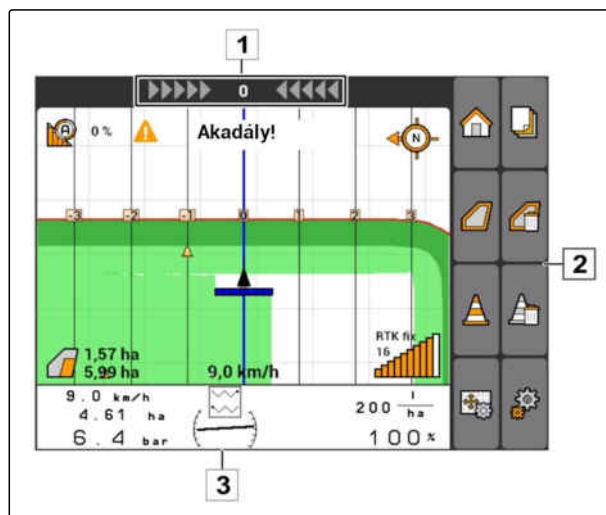 1
0
A 0 %
Akadály!
N
-3 -2 -1 0 1 2 3
2
RTK fix
16
1,57 ha
5,99 ha
9,0 km/h
9.0 km/h
4.61 ha
6.4 bar
200 l/ha
100 %
3